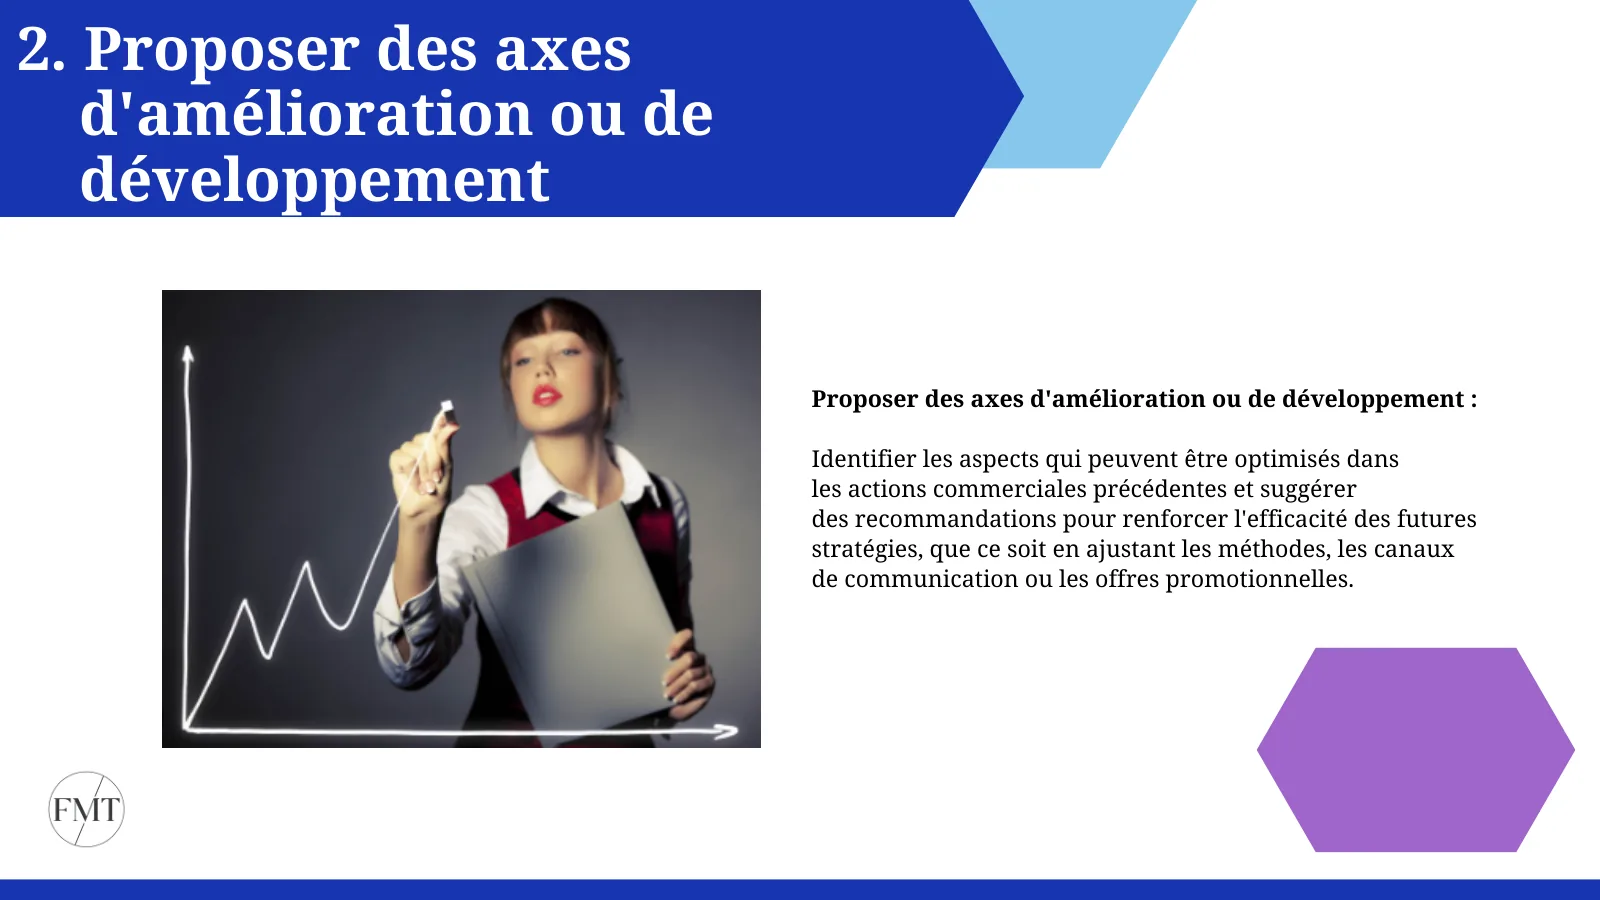 2. Proposer des axes
d'amélioration ou de
développement
Proposer des axes d'amélioration ou de développement :
Identifier les aspects qui peuvent être optimisés dans
les actions commerciales précédentes et suggérer
des recommandations pour renforcer l'efficacité des futures
stratégies, que ce soit en ajustant les méthodes, les canaux
de communication ou les offres promotionnelles.
FMT